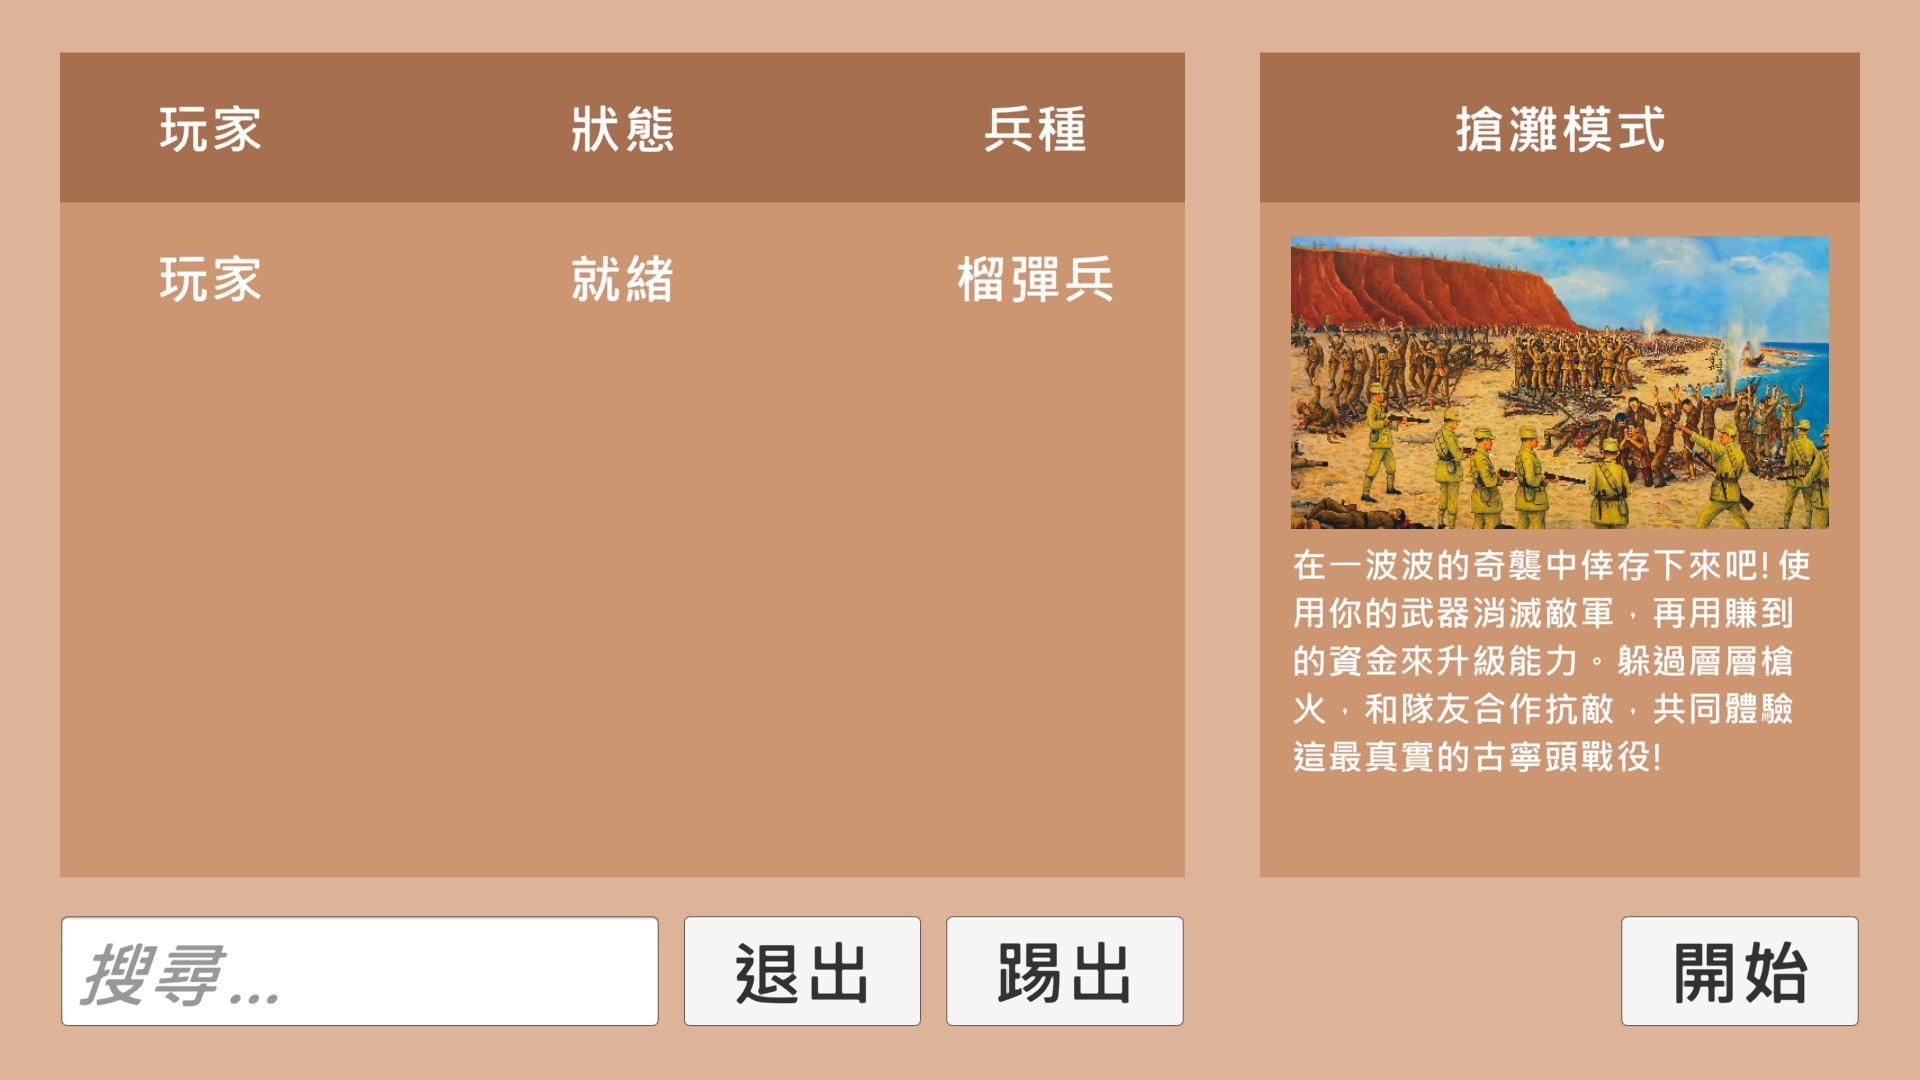 玩家 狀態 兵種
玩家 就緒 榴彈兵
搶灘模式
在一波波的奇襲中倖存下來吧!使
用你的武器消滅敵軍，再用賺到
的資金來升級能力。躲過層層槍
火，和隊友合作抗敵，共同體驗
這最真實的古寧頭戰役!
搜尋... 退出 踢出 開始